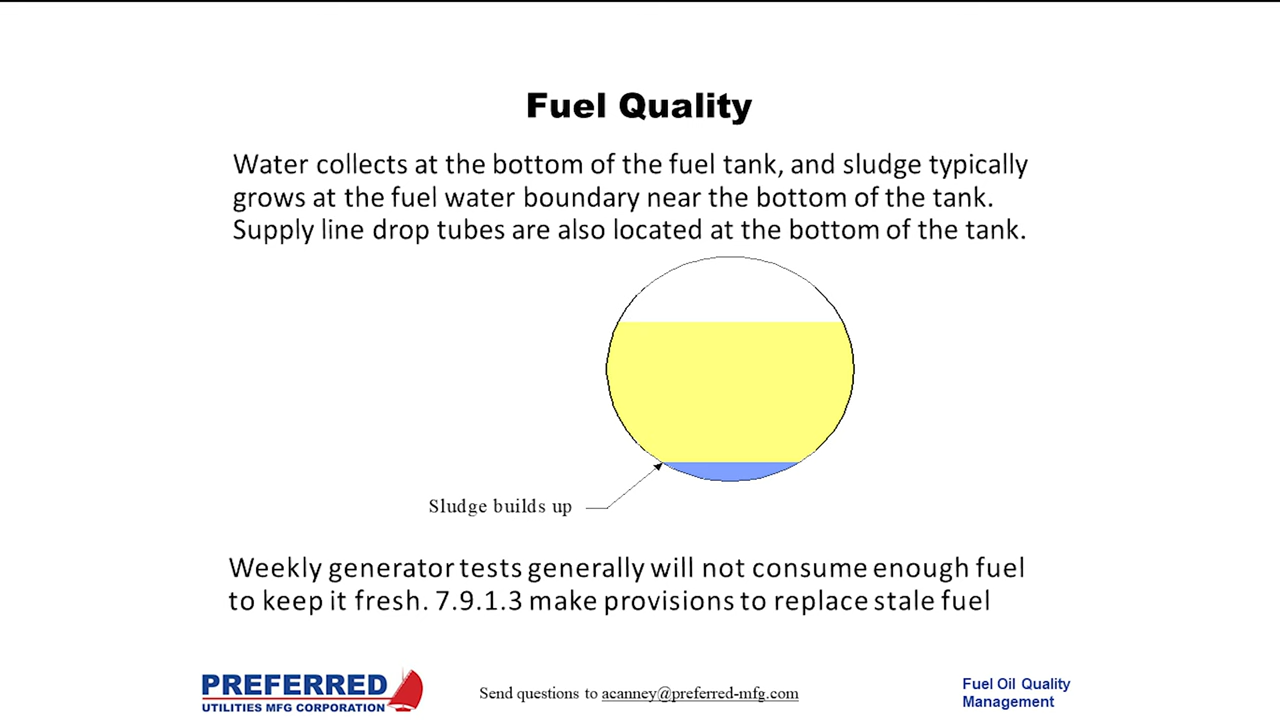 Fuel Quality
Water collects at the bottom of the fuel tank, and sludge typically
grows at the fuel water boundary near the bottom of the tank.
Supply line drop tubes are also located at the bottom of the tank.
Sludge builds up
Weekly generator tests generally will not consume enough fuel
to keep it fresh. 7.9.1.3 make provisions to replace stale fuel
PREFERRED
UTILITIES MFG CORPORATION
Send questions to acanney@preferred-mfg.com
Fuel Oil Quality
Management